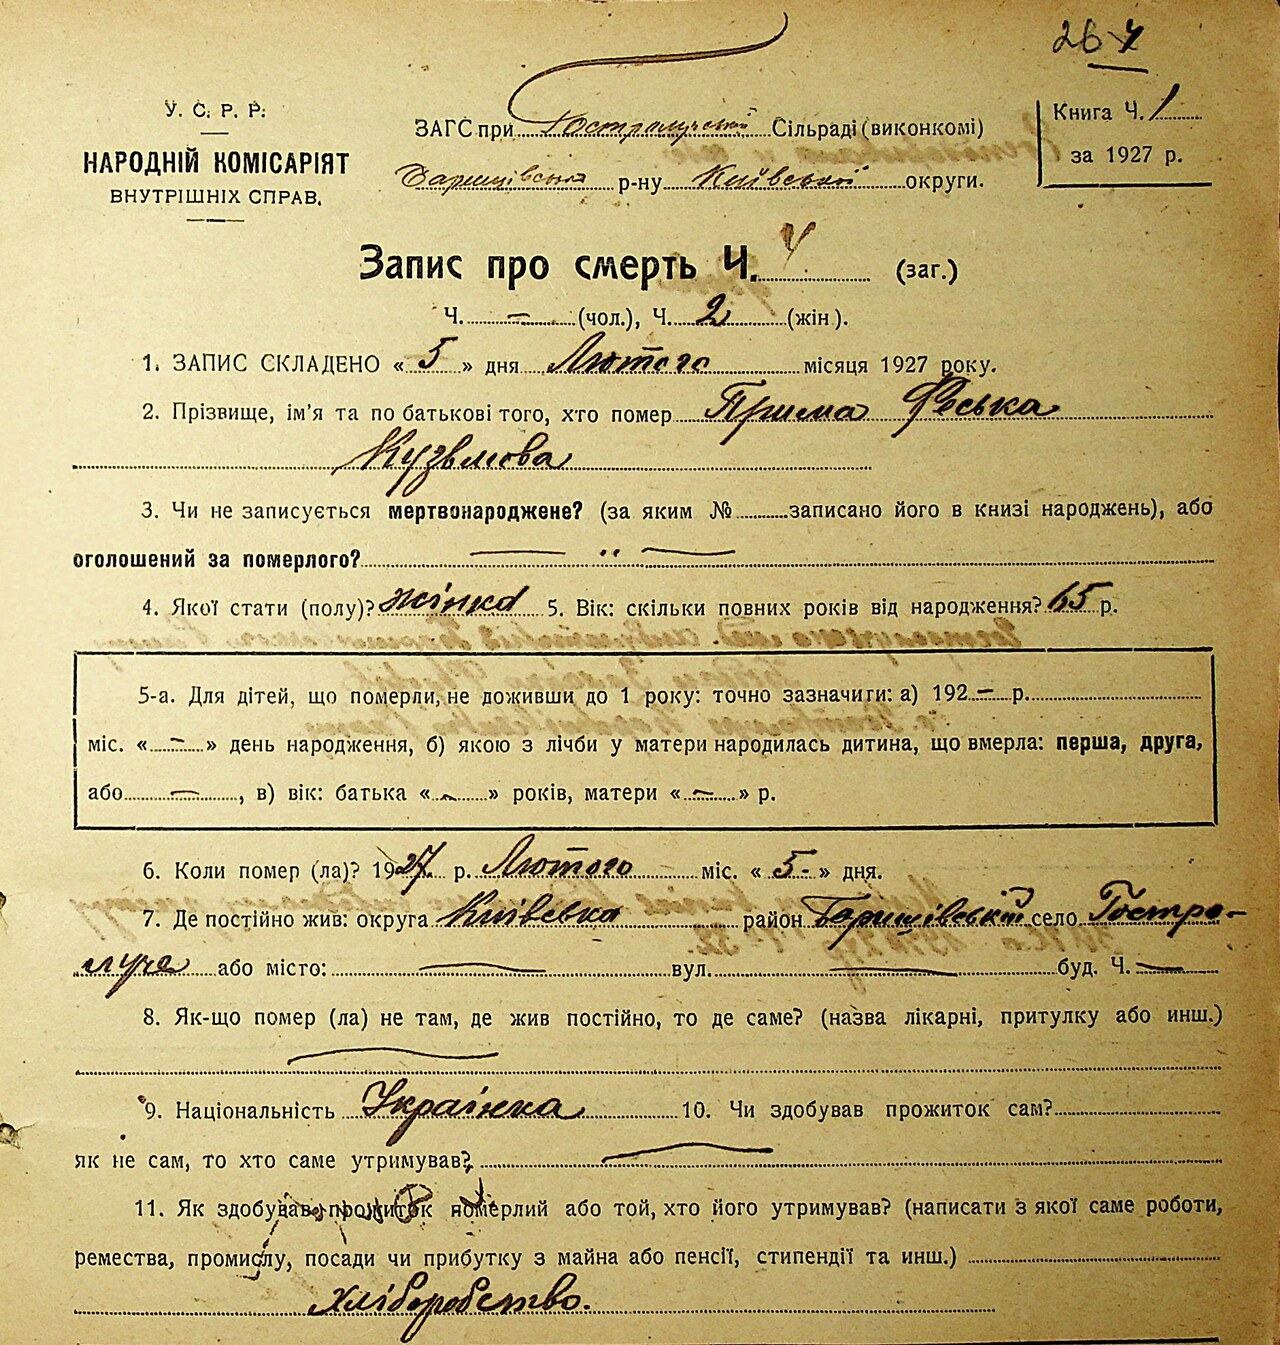 264
У. С. Р. Р.
НАРОДНІЙ КОМІСАРІЯТ
ВНУТРІШНІХ СПРАВ.
ЗАГС при Гостролуцькій Сільраді (виконкомі)
Баришівська р-ну Київської округи.
Книга Ч. 1
за 1927 р.
Запис про смерть Ч. 4 (заг.)
Ч. – (чол.), Ч. 2 (жін).
1. ЗАПИС СКЛАДЕНО « 5 » дня Лютого місяця 1927 року.
2. Прізвище, ім'я та по батькові того, хто помер Прима Феська
Кузьмова
3. Чи не записується мертвонароджене? (за яким № записано його в книзі народжень), або
оголошений за померлого? — " —
4. Якої стати (полу)? жінка 5. Вік: скільки повних років від народження? 65 р.
5-а. Для дітей, що померли, не доживши до 1 року: точно зазначити: а) 192 – р.
міс. « – » день народження, б) якою з лічби у матери народилась дитина, що вмерла: перша, друга,
або – , в) вік: батька « – » років, матери « – » р.
6. Коли помер (ла)? 1927. р. Лютого міс. « 5- » дня.
7. Де постійно жив: округа Київська район Баришівський село Гостро-
луче або місто: — вул. — буд. Ч. —
8. Як-що помер (ла) не там, де жив постійно, то де саме? (назва лікарні, притулку або инш.)
—
9. Національність Українка 10. Чи здобував прожиток сам?
як не сам, то хто саме утримував? —
11. Як здобував прожиток померлий або той, хто його утримував? (написати з якої саме роботи,
ремества, промислу, посади чи прибутку з майна або пенсії, стипендії та инш.)
Хліборобство.